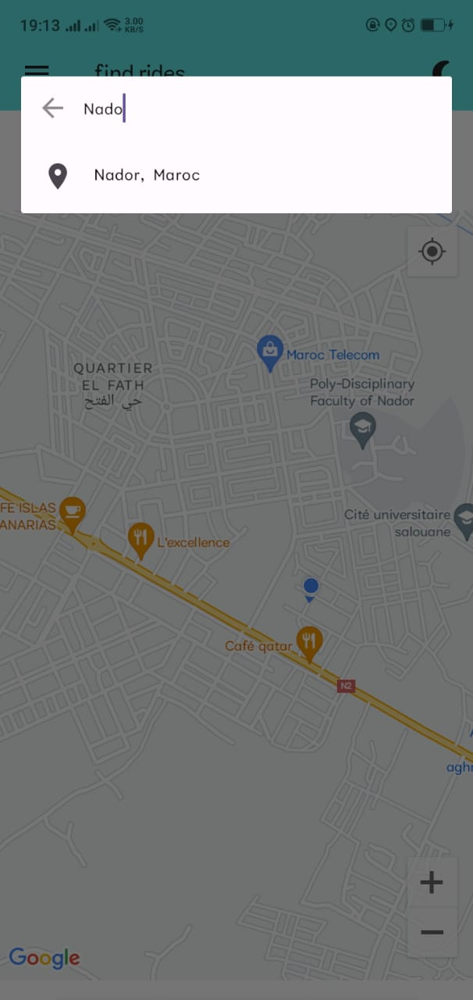 19:13
3.00
KB/S
find rides
Nado
Nador, Maroc
Maroc Telecom
QUARTIER
EL FATH
حي الفتح
Poly-Disciplinary
Faculty of Nador
FE ISLAS
ANARIAS
Cité universitaire
salouane
L'excellence
Café qatar
N2
aghr
Google